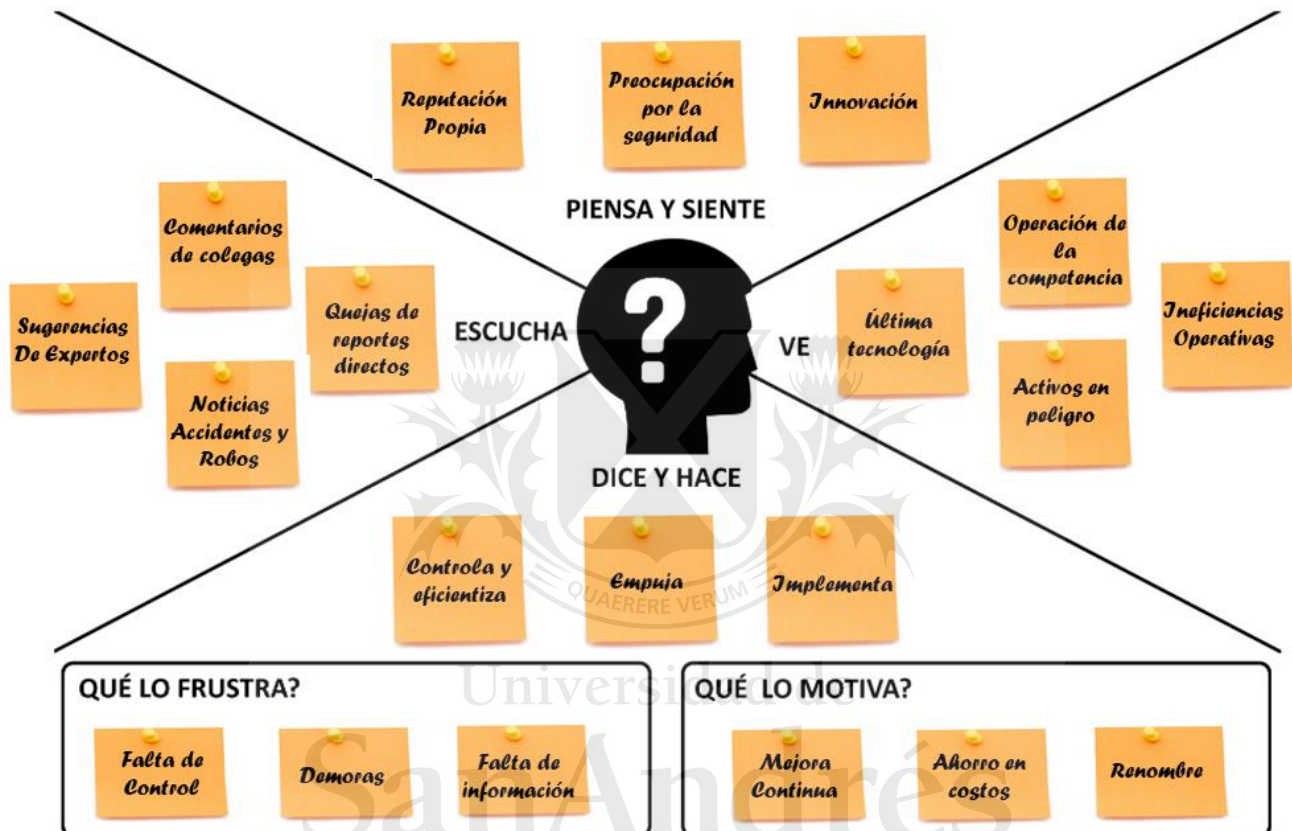 Reputación
Propia
Preocupación
por la
seguridad
Innovación
PIENSA Y SIENTE
Comentarios
de colegas
Sugerencias
De Expertos
Quejas de
reportes
directos
Noticias
Accidentes y
Robos
ESCUCHA
?
VE
Última
tecnología
Operación de
la
competencia
Ineficiencias
Operativas
Activos en
peligro
DICE Y HACE
Controla y
eficientiza
Empuja
Implementa
QUAERERE VERUM
QUÉ LO FRUSTRA?
Falta de
Control
Demoras
Falta de
información
QUÉ LO MOTIVA?
Mejora
Continua
Ahorro en
costos
Renombre
Universidad de
SanAndrés